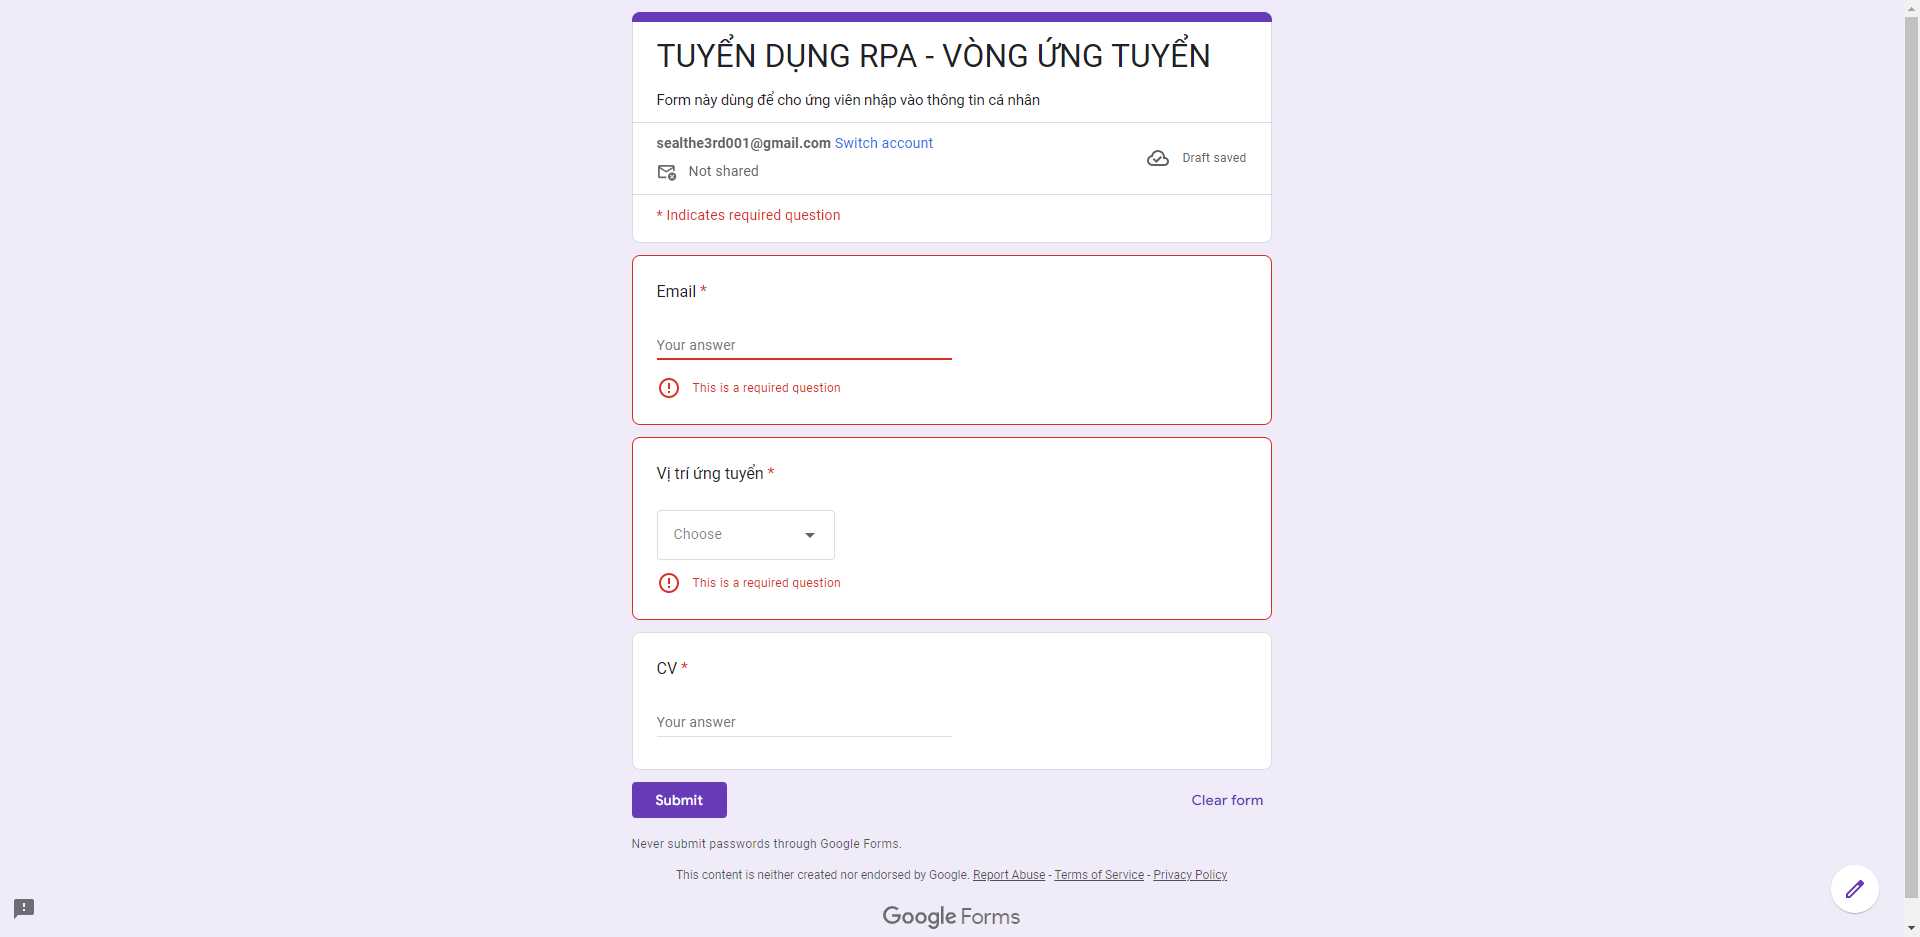 TUYỂN DỤNG RPA - VÒNG ỨNG TUYỂN
Form này dùng để cho ứng viên nhập vào thông tin cá nhân
sealthe3rd001@gmail.com Switch account
Not shared
Draft saved
* Indicates required question
Email *
Your answer
This is a required question
Vị trí ứng tuyển *
Choose
This is a required question
CV *
Your answer
Submit
Clear form
Never submit passwords through Google Forms.
This content is neither created nor endorsed by Google. Report Abuse - Terms of Service - Privacy Policy
Google Forms